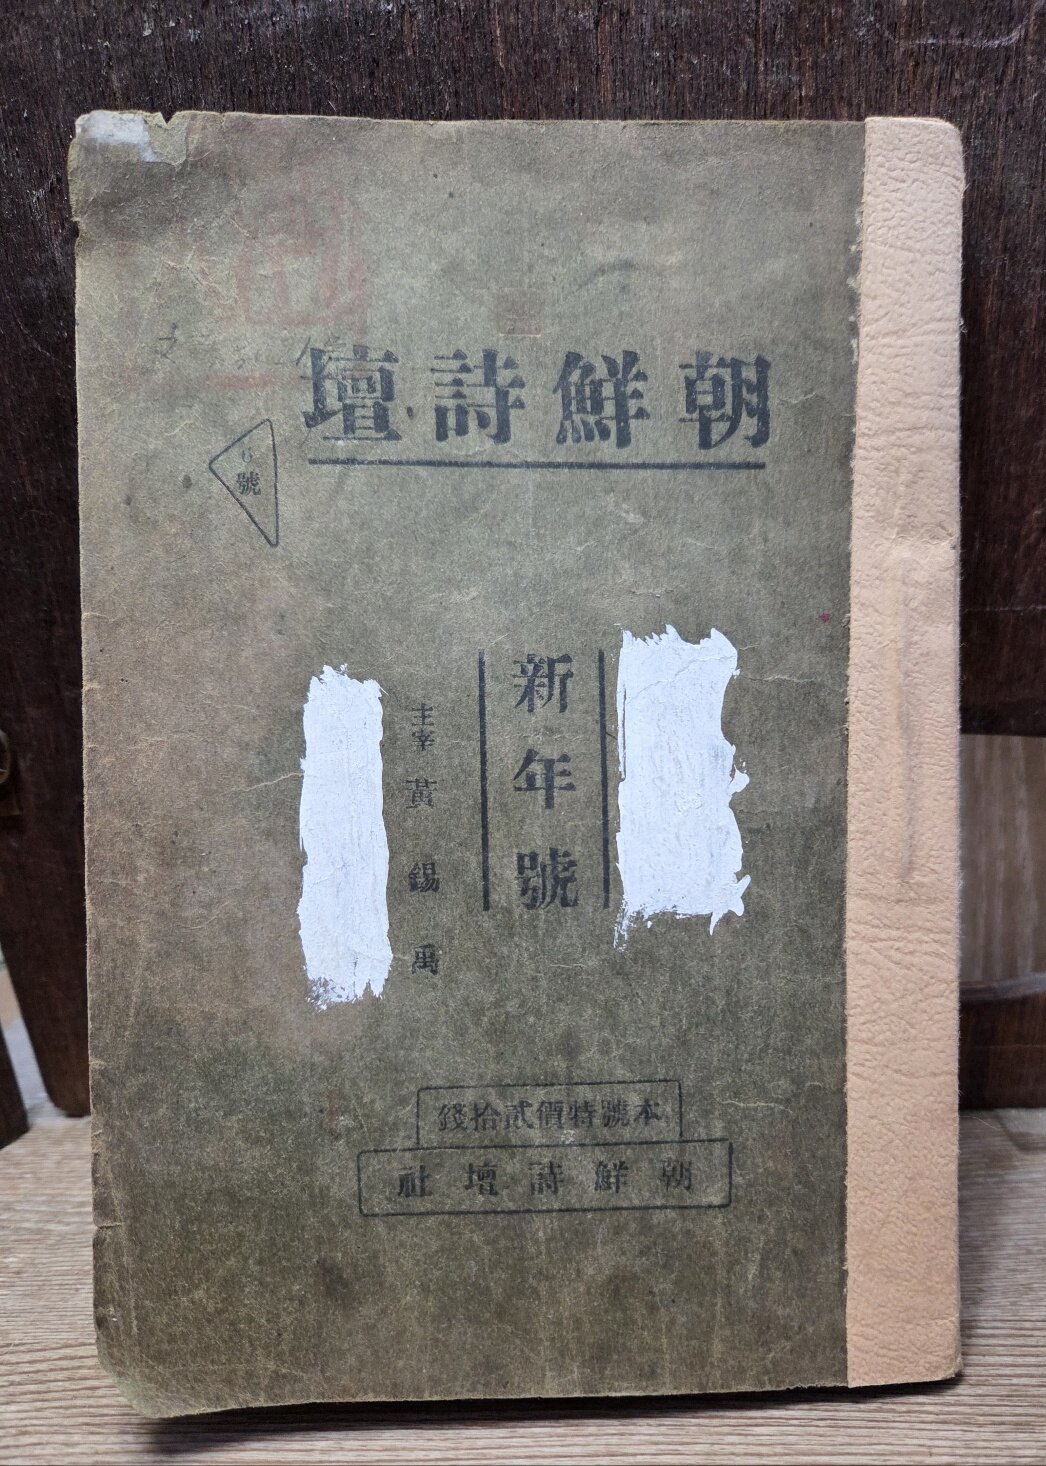 朝鮮詩壇
號
新年號
主宰 黃錫禹
本號特價貳拾錢
朝鮮詩壇社